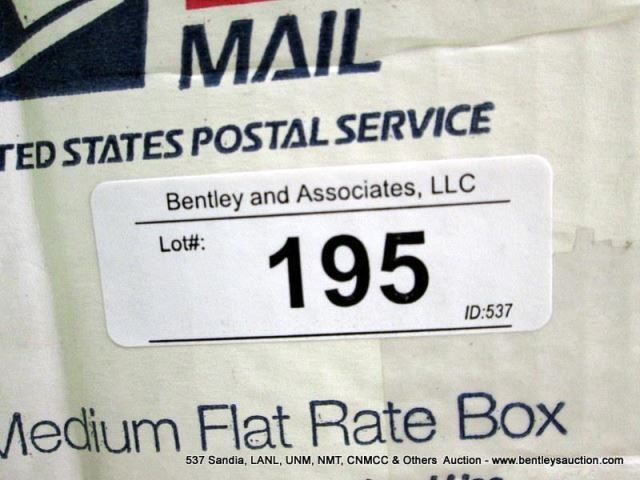 MAIL
TED STATES POSTAL SERVICE
Bentley and Associates, LLC
Lot#:
195
ID:537
Medium Flat Rate Box
537 Sandia, LANL, UNM, NMT, CNMCC & Others Auction - www.bentleysauction.com